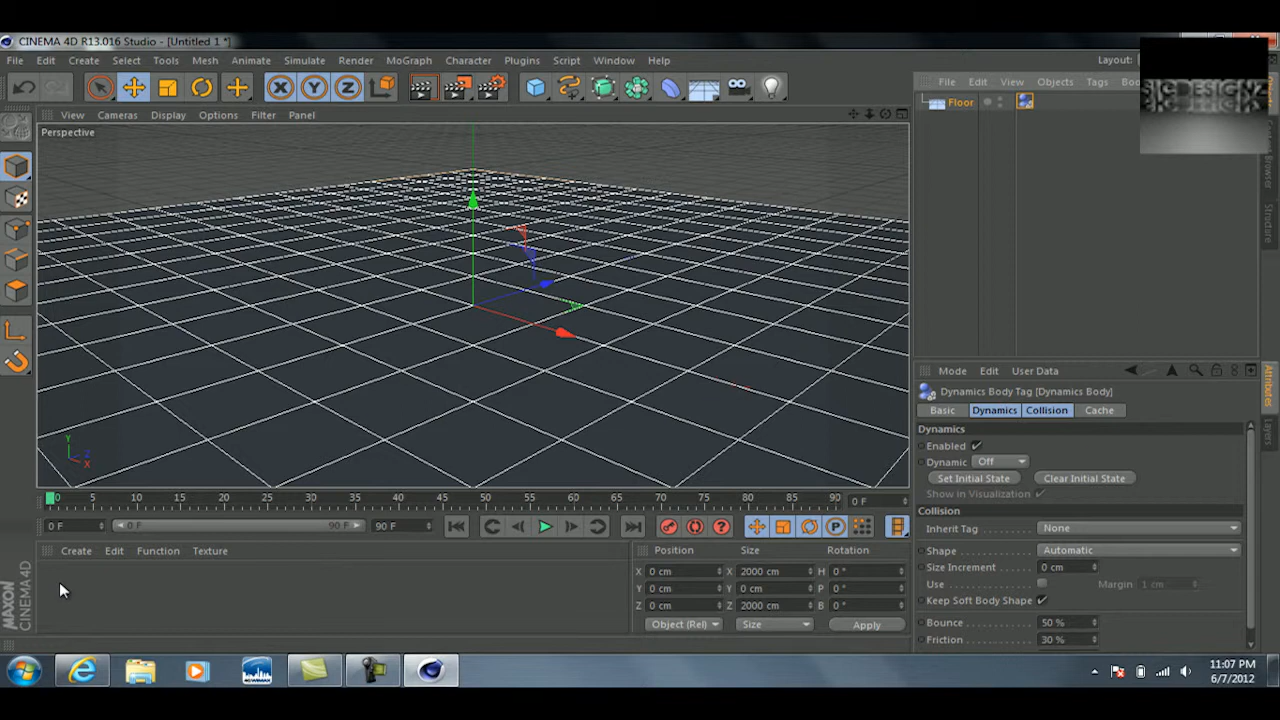 CINEMA 4D R13.016 Studio - [Untitled 1 *]
File Edit Create Select Tools Mesh Animate Simulate Render MoGraph Character Plugins Script Window Help Layout:
X Y Z
File Edit View Objects Tags
SIC DESIGNZ
View Cameras Display Options Filter Panel
Perspective
Floor
Structure
Y
Z
X
Mode Edit User Data
Dynamics Body Tag [Dynamics Body]
Basic Dynamics Collision Cache
Attributes
Layers
Dynamics
Enabled
Dynamic Off
Set Initial State Clear Initial State
Show in Visualization
Collision
Inherit Tag None
Shape Automatic
Size Increment 0 cm
Use Margin 1 cm
Keep Soft Body Shape
Bounce 50 %
Friction 30 %
0 5 10 15 20 25 30 35 40 45 50 55 60 65 70 75 80 85 90 0 F
0 F 0 F 90 F 90 F
Create Edit Function Texture
Position Size Rotation
X 0 cm X 2000 cm H 0 °
Y 0 cm Y 0 cm P 0 °
Z 0 cm Z 2000 cm B 0 °
Object (Rel) Size Apply
MAXON
CINEMA 4D
11:07 PM
6/7/2012